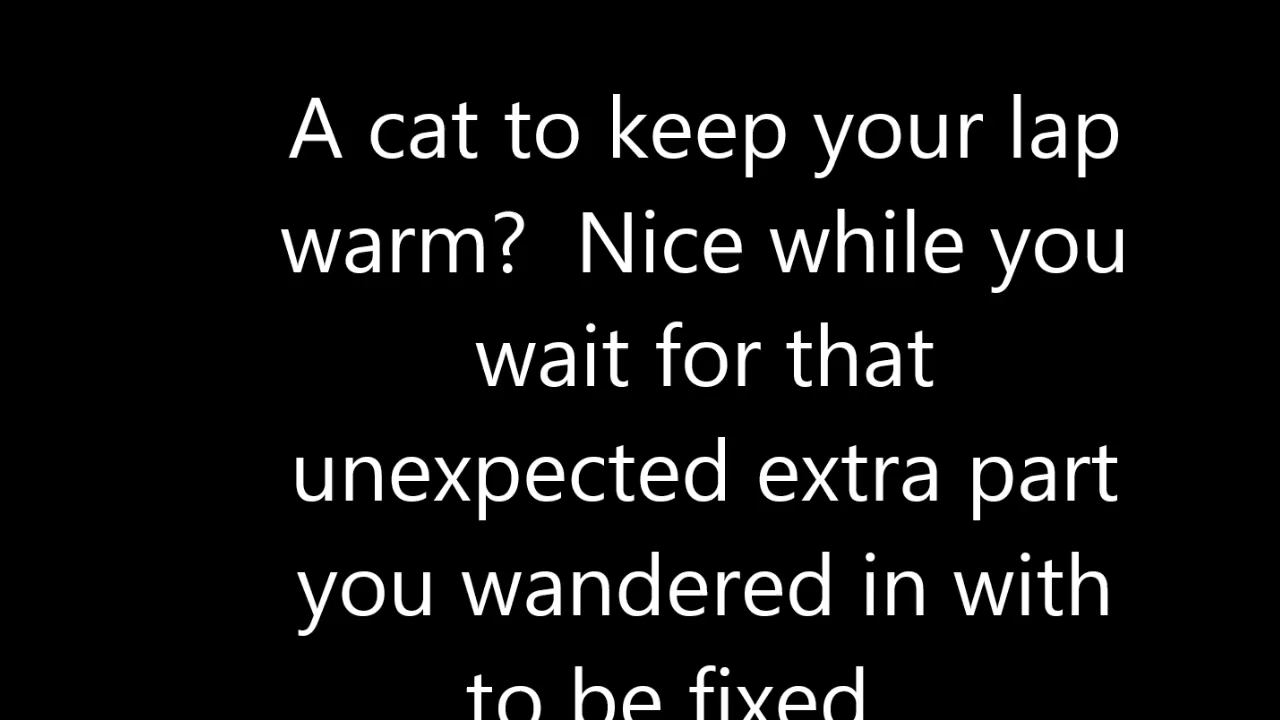 A cat to keep your lap
warm?  Nice while you
wait for that
unexpected extra part
you wandered in with
to be fixed